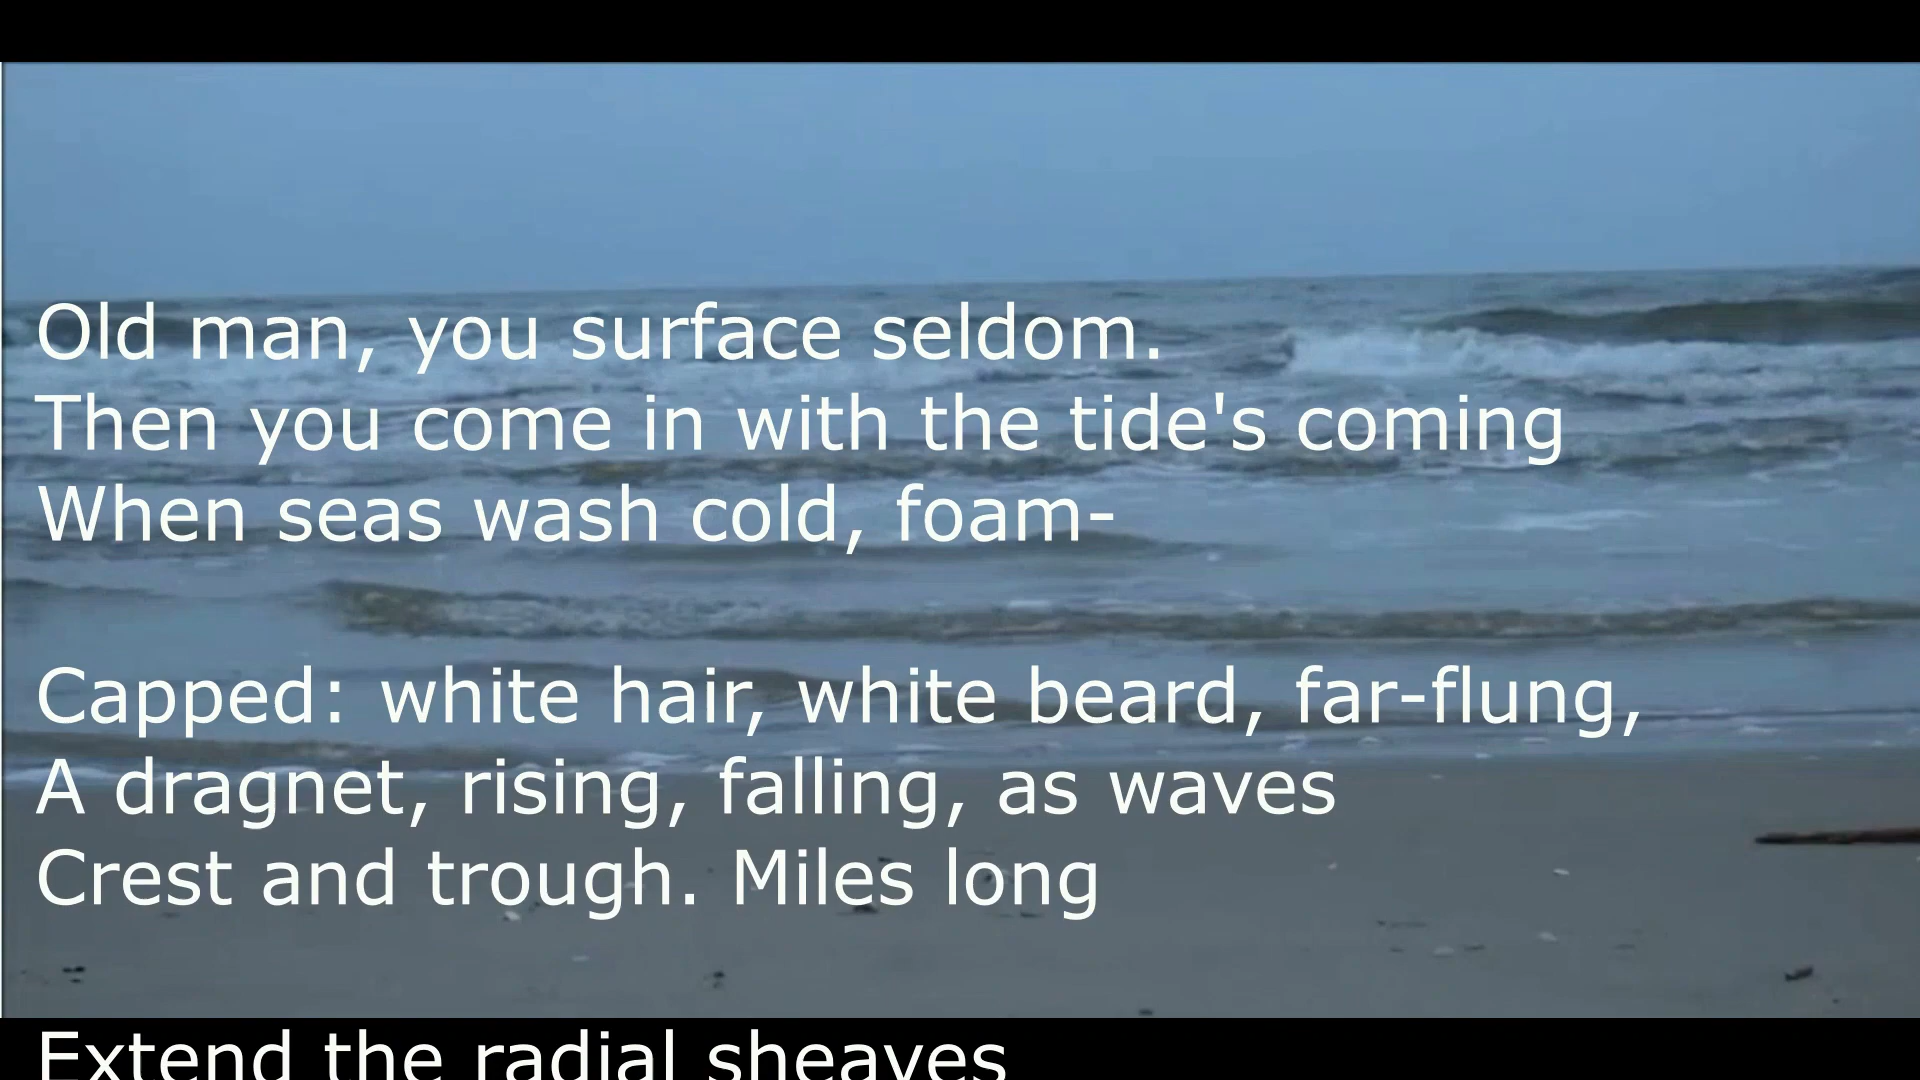 Old man, you surface seldom.
Then you come in with the tide's coming
When seas wash cold, foam-
Capped: white hair, white beard, far-flung,
A dragnet, rising, falling, as waves
Crest and trough. Miles long
Extend the radial sheaves